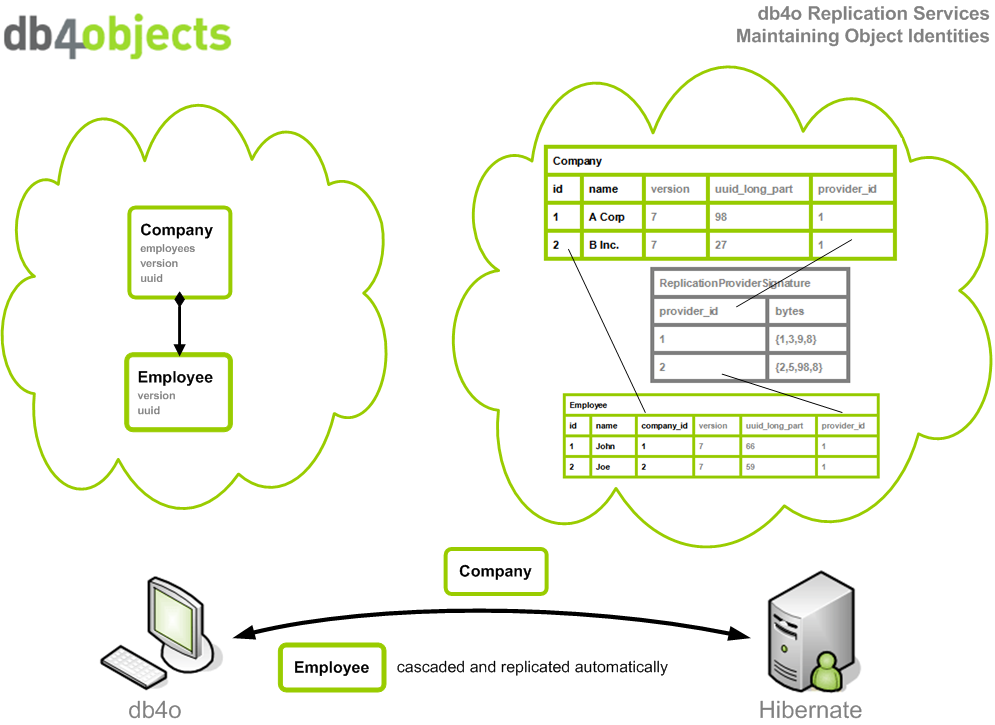 db4objects
db4o Replication Services
Maintaining Object Identities
Company
employees
version
uuid
Employee
version
uuid
Company
id name version uuid_long_part provider_id
1 A Corp 7 98 1
2 B Inc. 7 27 1
ReplicationProviderSignature
provider_id bytes
1 {1,3,9,8}
2 {2,5,98,8}
Employee
id name company_id version uuid_long_part provider_id
1 John 1 7 66 1
2 Joe 2 7 59 1
Company
Employee cascaded and replicated automatically
db4o
Hibernate